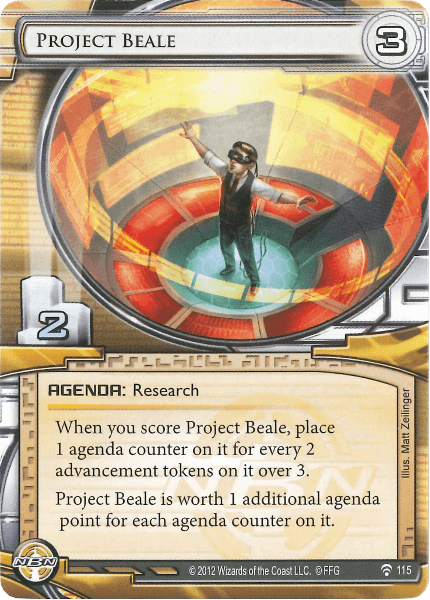 PROJECT BEALE
3
2
AGENDA: Research
When you score Project Beale, place
1 agenda counter on it for every 2
advancement tokens on it over 3.
Project Beale is worth 1 additional agenda
point for each agenda counter on it.
Illus. Matt Zeilinger
NBN
NBN
© 2012 Wizards of the Coast LLC. © FFG
115